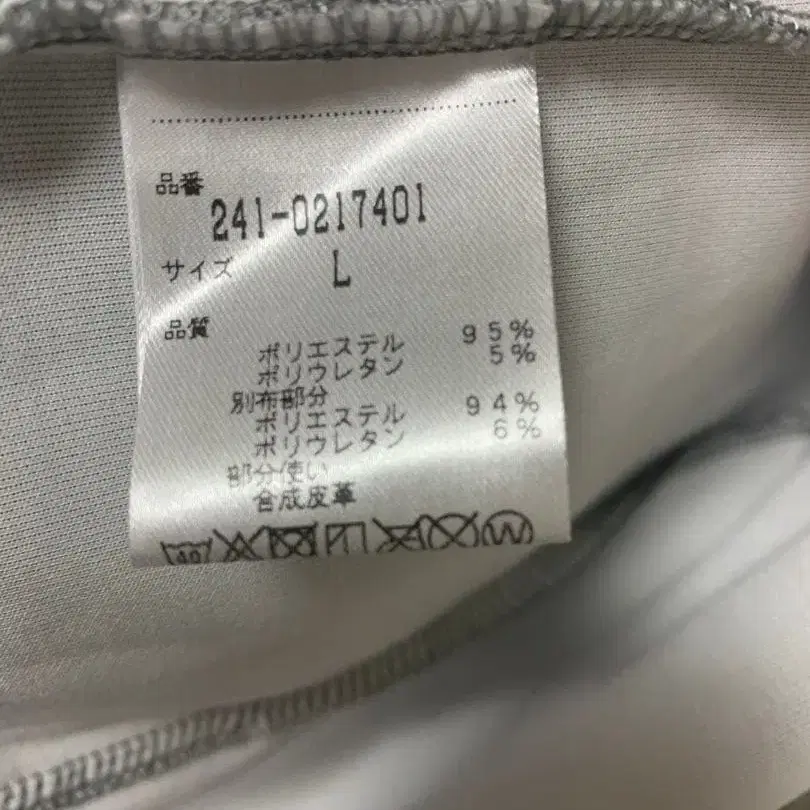 品番
241-0217401
サイズ L
品質
ポリエステル 95%
ポリウレタン 5%
別布部分
ポリエステル 94%
ポリウレタン 6%
部分使い
合成皮革
40 W